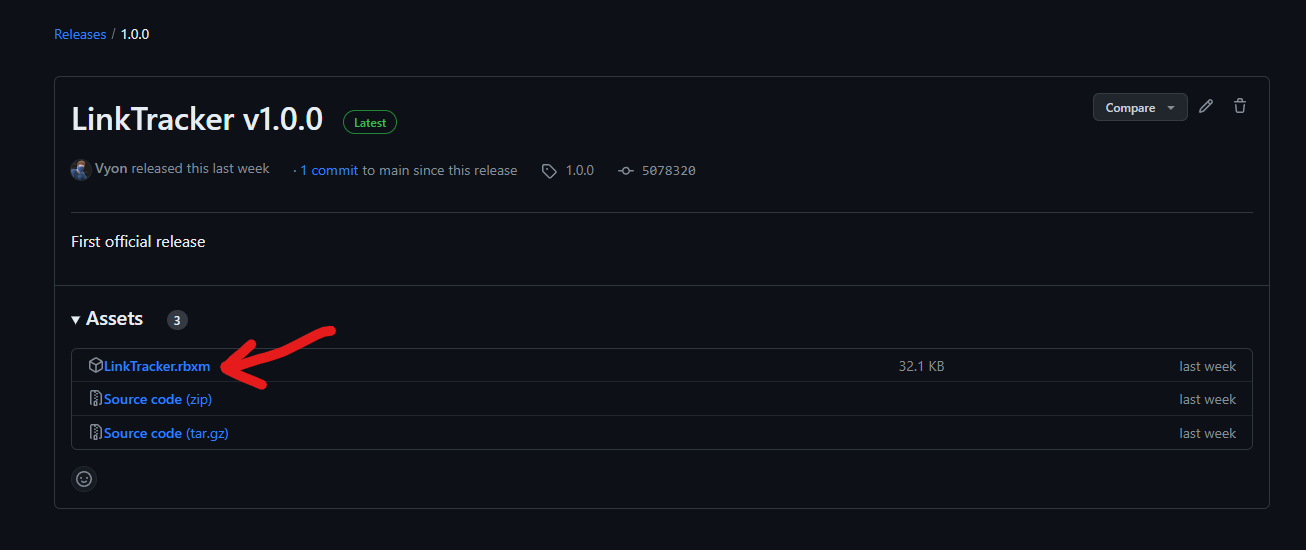 Releases / 1.0.0
LinkTracker v1.0.0 Latest Compare
Vyon released this last week · 1 commit to main since this release 1.0.0 5078320
First official release
Assets 3
LinkTracker.rbxm 32.1 KB last week
Source code (zip) last week
Source code (tar.gz) last week